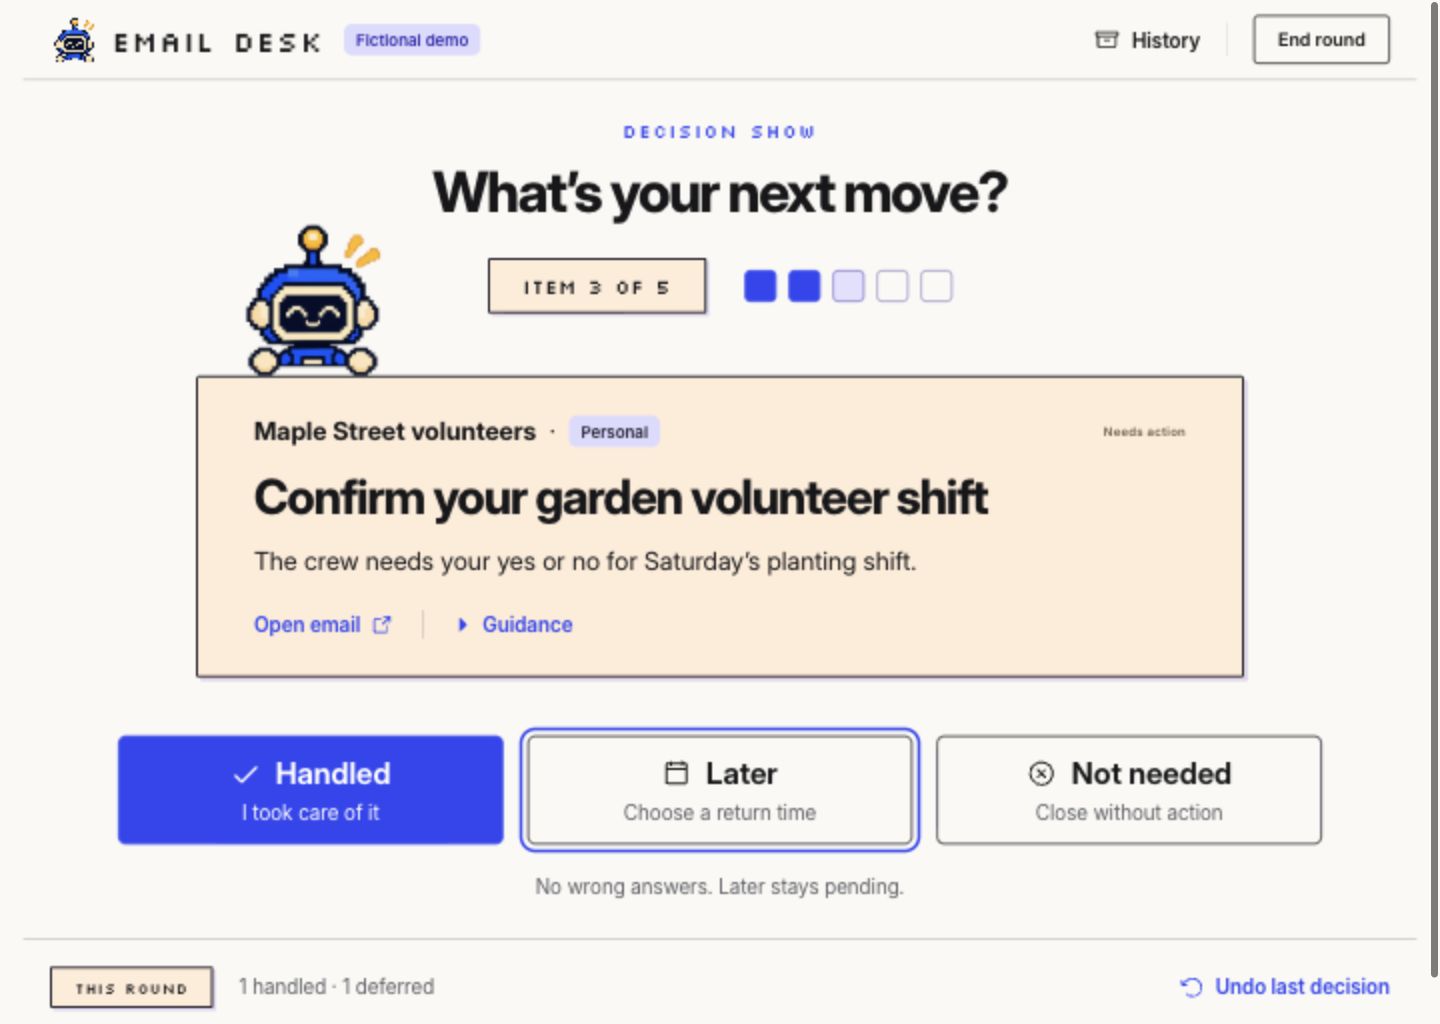 EMAIL DESK Fictional demo History End round
DECISION SHOW
What's your next move?
ITEM 3 OF 5
Maple Street volunteers · Personal Needs action
Confirm your garden volunteer shift
The crew needs your yes or no for Saturday's planting shift.
Open email Guidance
Handled
I took care of it
Later
Choose a return time
Not needed
Close without action
No wrong answers. Later stays pending.
THIS ROUND 1 handled · 1 deferred Undo last decision